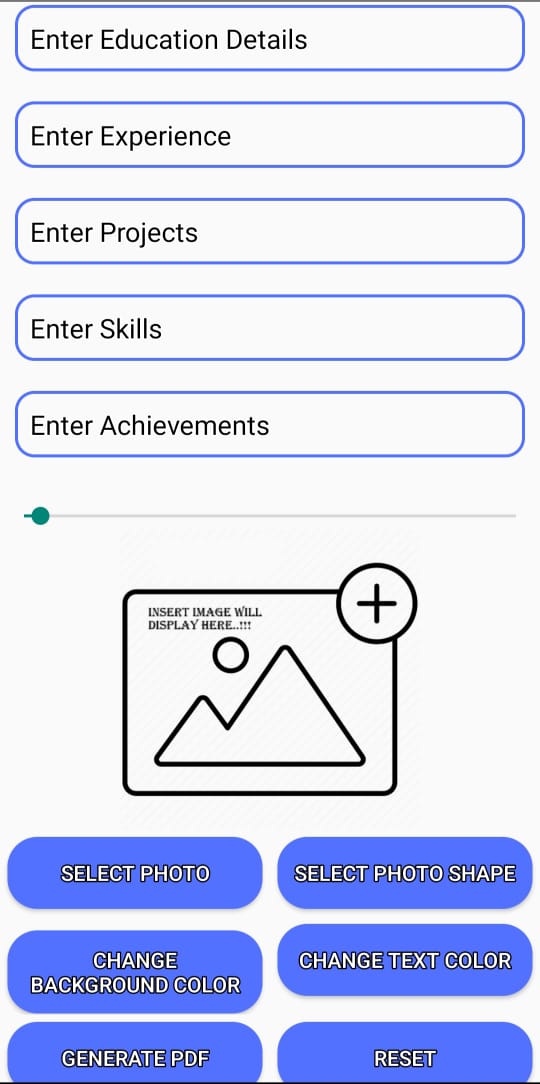 Enter Education Details
Enter Experience
Enter Projects
Enter Skills
Enter Achievements
INSERT IMAGE WILL
DISPLAY HERE..!!!
SELECT PHOTO
SELECT PHOTO SHAPE
CHANGE
BACKGROUND COLOR
CHANGE TEXT COLOR
GENERATE PDF
RESET